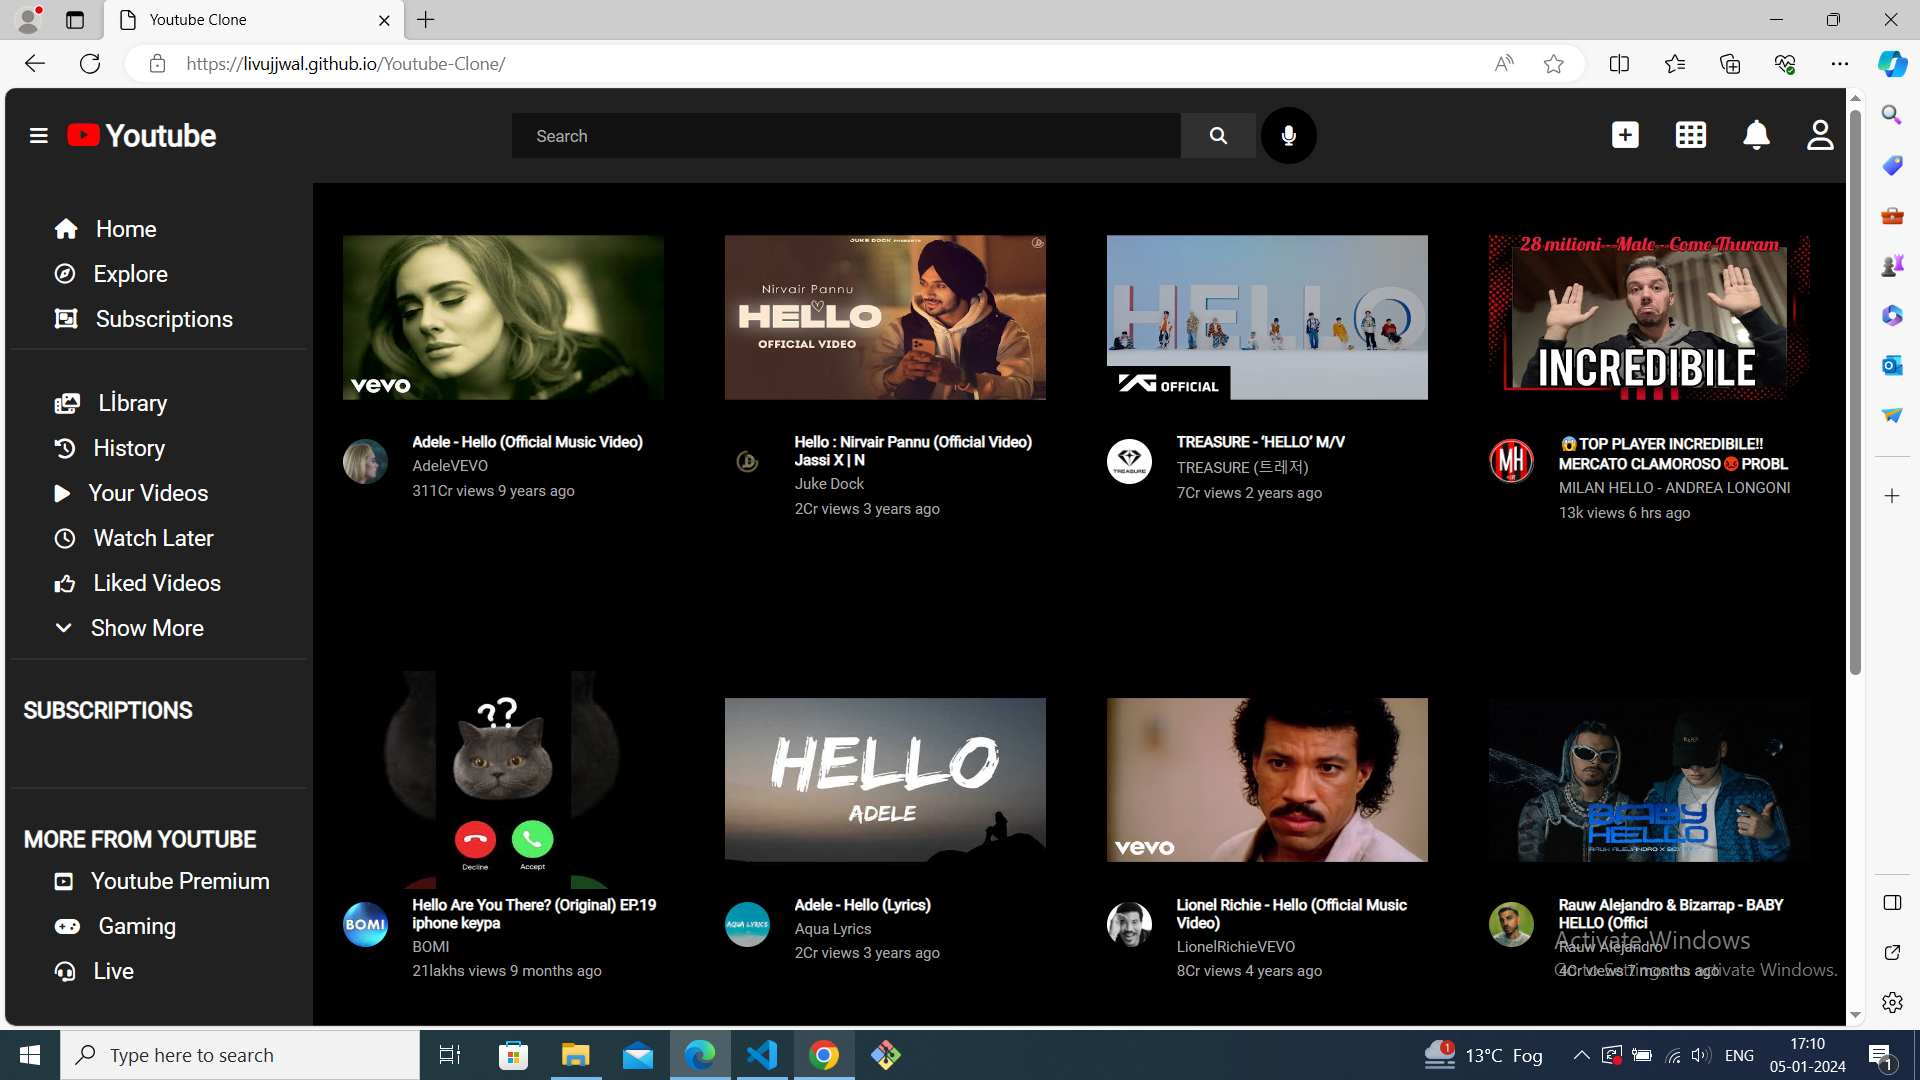 Youtube Clone
https://livujjwal.github.io/Youtube-Clone/
Youtube
Search
Home
Explore
Subscriptions
Lİbrary
History
Your Videos
Watch Later
Liked Videos
Show More
SUBSCRIPTIONS
MORE FROM YOUTUBE
Youtube Premium
Gaming
Live
vevo
Adele - Hello (Official Music Video)
AdeleVEVO
311Cr views 9 years ago
JUKE DOCK PRESENTS
Nirvair Pannu
HELLO
OFFICIAL VIDEO
Hello : Nirvair Pannu (Official Video)
Jassi X | N
Juke Dock
2Cr views 3 years ago
HELLO
YG OFFICIAL
TREASURE
TREASURE - ‘HELLO’ M/V
TREASURE (트레저)
7Cr views 2 years ago
28 milioni--Male--Come Thuram
INCREDIBILE
MH
😱TOP PLAYER INCREDIBILE!!
MERCATO CLAMOROSO😡PROBL
MILAN HELLO - ANDREA LONGONI
13k views 6 hrs ago
??
Decline Accept
BOMI
Hello Are You There? (Original) EP.19
iphone keypa
BOMI
21lakhs views 9 months ago
HELLO
ADELE
AQUA LYRICS
Adele - Hello (Lyrics)
Aqua Lyrics
2Cr views 3 years ago
vevo
Lionel Richie - Hello (Official Music
Video)
LionelRichieVEVO
8Cr views 4 years ago
BABY
HELLO
RAUW ALEJANDRO X
Rauw Alejandro & Bizarrap - BABY
HELLO (Offici
Rauw Alejandro
4Cr views 7 months ago
Activate Windows
Go to Settings to activate Windows.
Type here to search
1
13°C Fog
ENG
17:10
05-01-2024
1